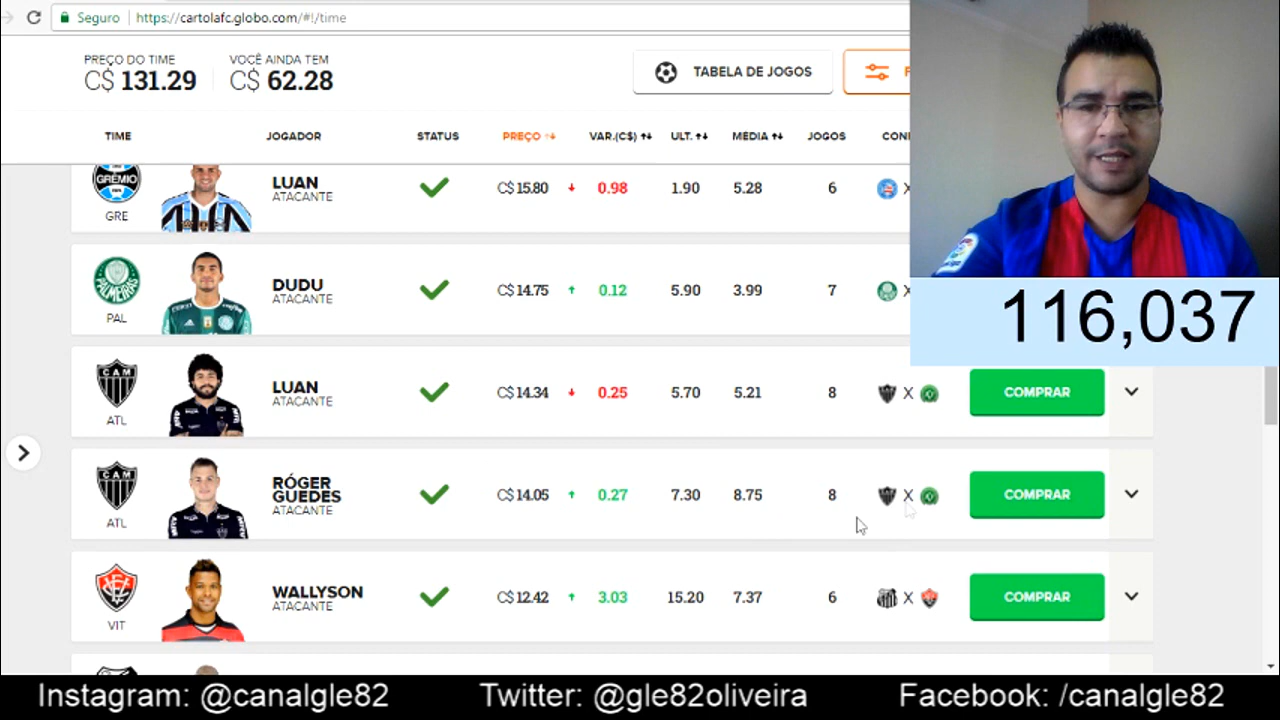 Seguro
https://cartolafc.globo.com/#!/time
PREÇO DO TIME
C$ 131.29
VOCÊ AINDA TEM
C$ 62.28
TABELA DE JOGOS
TIME JOGADOR STATUS PREÇO VAR.(C$) ULT. MEDIA JOGOS
GRÊMIO
GRE
LUAN
ATACANTE
C$ 15.80 0.98 1.90 5.28 6 X
PALMEIRAS
PAL
DUDU
ATACANTE
C$ 14.75 0.12 5.90 3.99 7 X
116,037
CAM
ATL
LUAN
ATACANTE
C$ 14.34 0.25 5.70 5.21 8 X COMPRAR
CAM
ATL
RÓGER
GUEDES
ATACANTE
C$ 14.05 0.27 7.30 8.75 8 X COMPRAR
VIT
WALLYSON
ATACANTE
C$ 12.42 3.03 15.20 7.37 6 X COMPRAR
Instagram: @canalgle82 Twitter: @gle82oliveira Facebook: /canalgle82